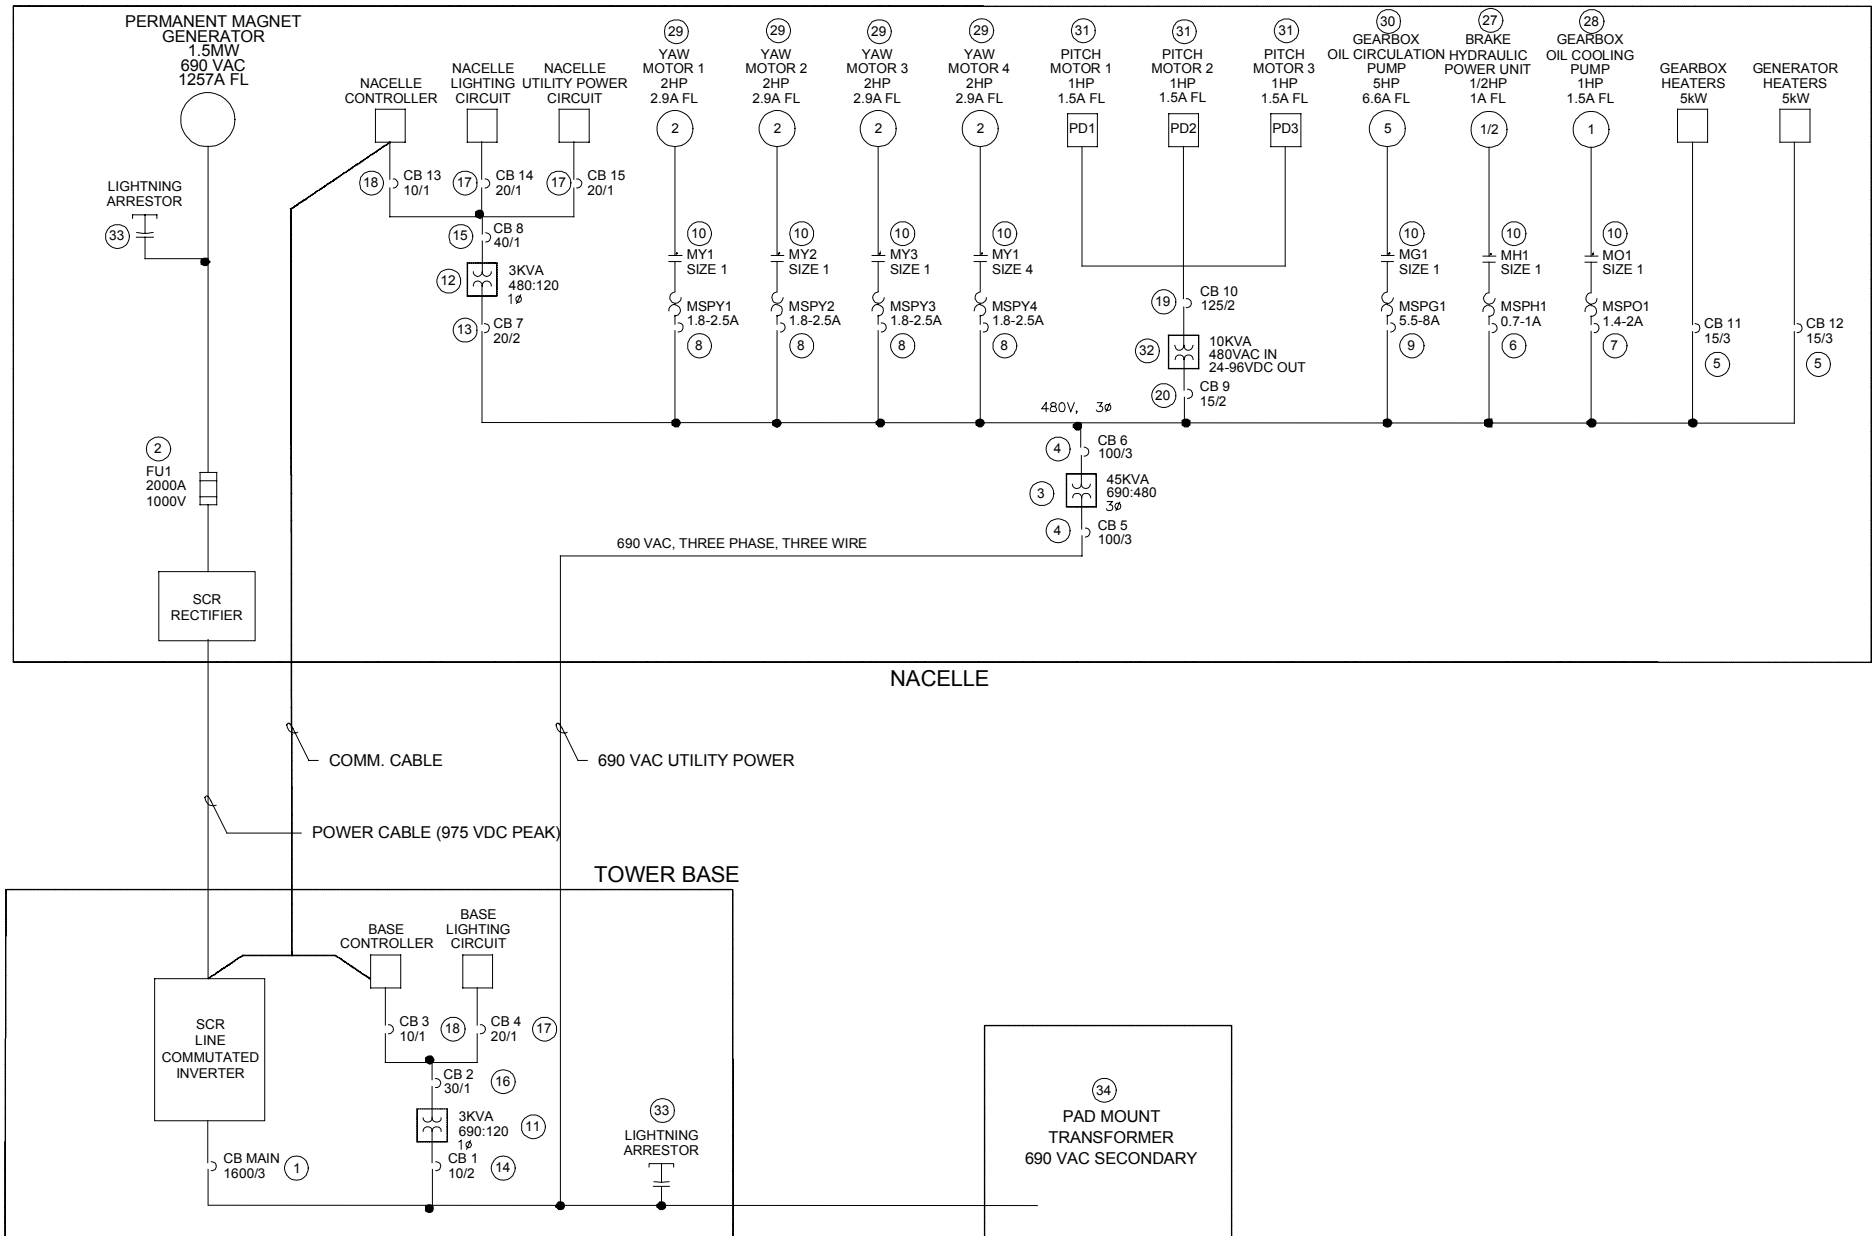 PERMANENT MAGNET
GENERATOR
1.5MW
690 VAC
1257A FL
LIGHTNING
ARRESTOR
33
2
FU1
2000A
1000V
SCR
RECTIFIER
NACELLE
CONTROLLER
18
CB 13
10/1
NACELLE
LIGHTING
CIRCUIT
17
CB 14
20/1
NACELLE
UTILITY POWER
CIRCUIT
17
CB 15
20/1
15
CB 8
40/1
12
3KVA
480:120
1ø
13
CB 7
20/2
29
YAW
MOTOR 1
2HP
2.9A FL
2
10
MY1
SIZE 1
MSPY1
1.8-2.5A
8
29
YAW
MOTOR 2
2HP
2.9A FL
2
10
MY2
SIZE 1
MSPY2
1.8-2.5A
8
29
YAW
MOTOR 3
2HP
2.9A FL
2
10
MY3
SIZE 1
MSPY3
1.8-2.5A
8
29
YAW
MOTOR 4
2HP
2.9A FL
2
10
MY1
SIZE 4
MSPY4
1.8-2.5A
8
31
PITCH
MOTOR 1
1HP
1.5A FL
PD1
31
PITCH
MOTOR 2
1HP
1.5A FL
PD2
31
PITCH
MOTOR 3
1HP
1.5A FL
PD3
19
CB 10
125/2
32
10KVA
480VAC IN
24-96VDC OUT
20
CB 9
15/2
30
GEARBOX
OIL CIRCULATION
PUMP
5HP
6.6A FL
5
10
MG1
SIZE 1
MSPG1
5.5-8A
9
27
BRAKE
HYDRAULIC
POWER UNIT
1/2HP
1A FL
1/2
10
MH1
SIZE 1
MSPH1
0.7-1A
6
28
GEARBOX
OIL COOLING
PUMP
1HP
1.5A FL
1
10
MO1
SIZE 1
MSPO1
1.4-2A
7
GEARBOX
HEATERS
5kW
CB 11
15/3
5
GENERATOR
HEATERS
5kW
CB 12
15/3
5
480V, 3ø
4
CB 6
100/3
3
45KVA
690:480
3ø
4
CB 5
100/3
690 VAC, THREE PHASE, THREE WIRE
NACELLE
COMM. CABLE
690 VAC UTILITY POWER
POWER CABLE (975 VDC PEAK)
TOWER BASE
SCR
LINE
COMMUTATED
INVERTER
CB MAIN
1600/3
1
BASE
CONTROLLER
CB 3
10/1
18
BASE
LIGHTING
CIRCUIT
CB 4
20/1
17
CB 2
30/1
16
3KVA
690:120
1ø
11
CB 1
10/2
14
33
LIGHTNING
ARRESTOR
34
PAD MOUNT
TRANSFORMER
690 VAC SECONDARY